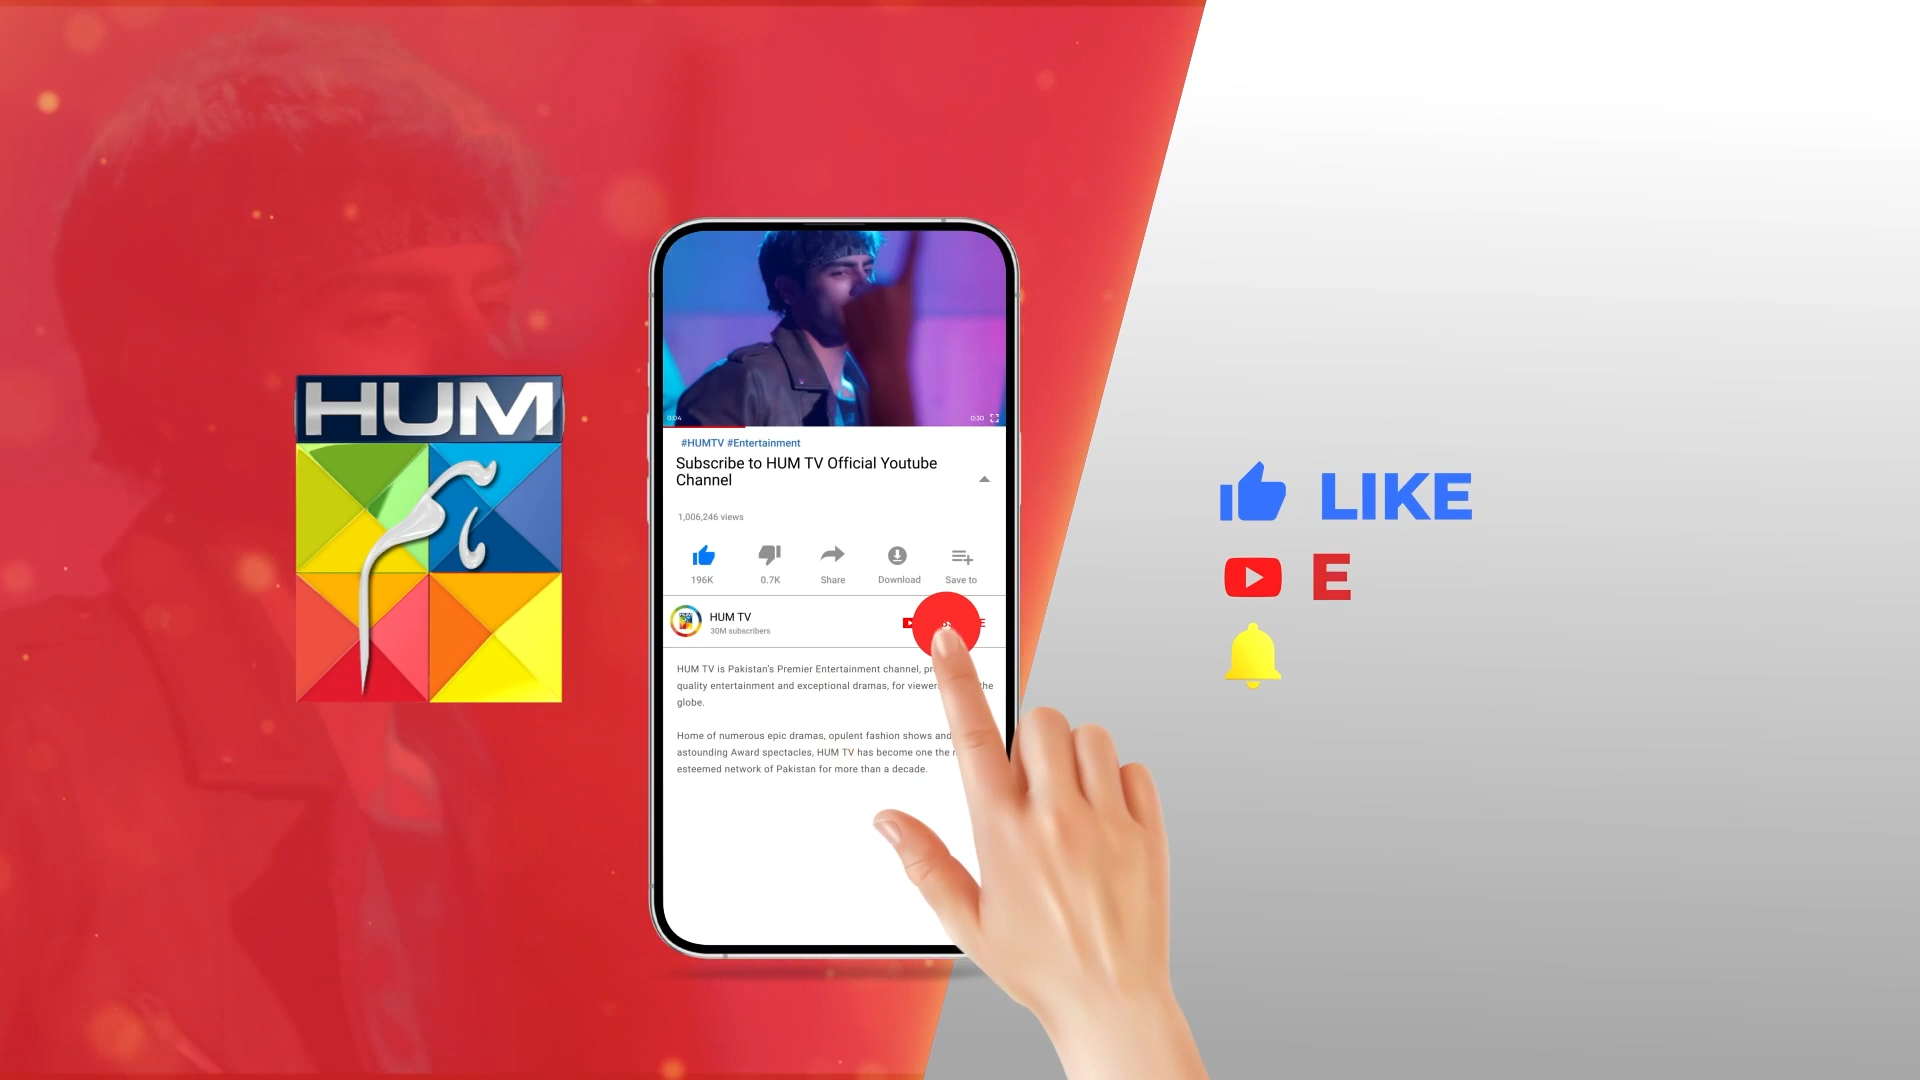 HUM
ہم
0:04
0:30
#HUMTV #Entertainment
Subscribe to HUM TV Official Youtube
Channel
1,006,246 views
196K
0.7K
Share
Download
Save to
HUM TV
30M subscribers
E
HUM TV is Pakistan's Premier Entertainment channel,
quality entertainment and exceptional dramas, for the
globe.
Home of numerous epic dramas, opulent fashion shows and
astounding Award spectacles, HUM TV has become one the
esteemed network of Pakistan for more than a decade.
LIKE
E